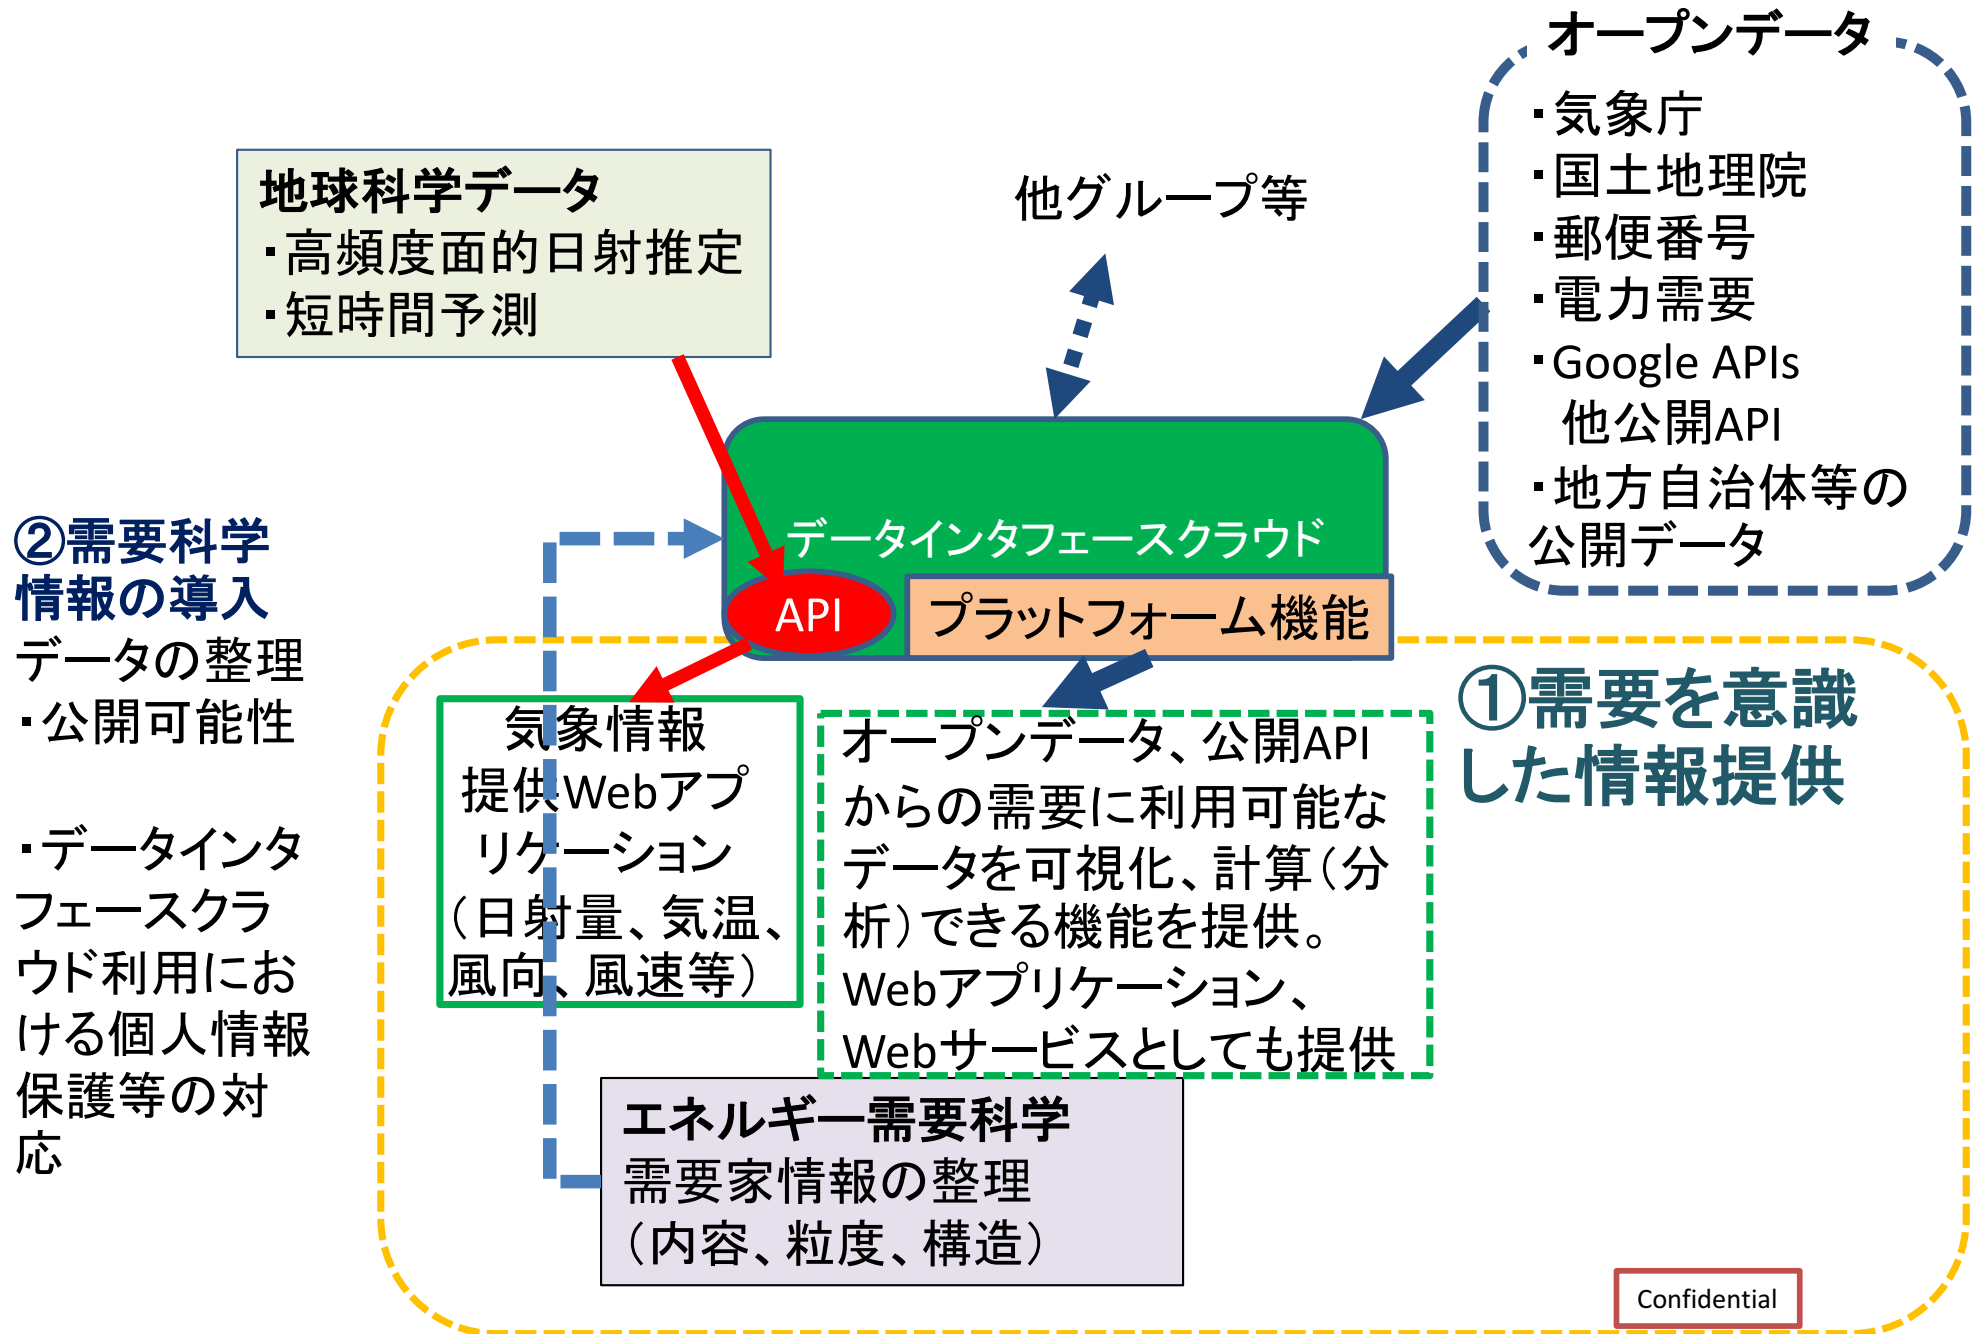 オープンデータ
・気象庁
・国土地理院
・郵便番号
・電力需要
・Google APIs
他公開API
・地方自治体等の
公開データ
地球科学データ
・高頻度面的日射推定
・短時間予測
他グループ等
データインタフェースクラウド
API
プラットフォーム機能
②需要科学
情報の導入
データの整理
・公開可能性
・データインタ
フェースクラ
ウド利用にお
ける個人情報
保護等の対
応
①需要を意識
した情報提供
気象情報
提供Webアプ
リケーション
（日射量、気温、
風向、風速等）
オープンデータ、公開API
からの需要に利用可能な
データを可視化、計算（分
析）できる機能を提供。
Webアプリケーション、
Webサービスとしても提供
エネルギー需要科学
需要家情報の整理
（内容、粒度、構造）
Confidential